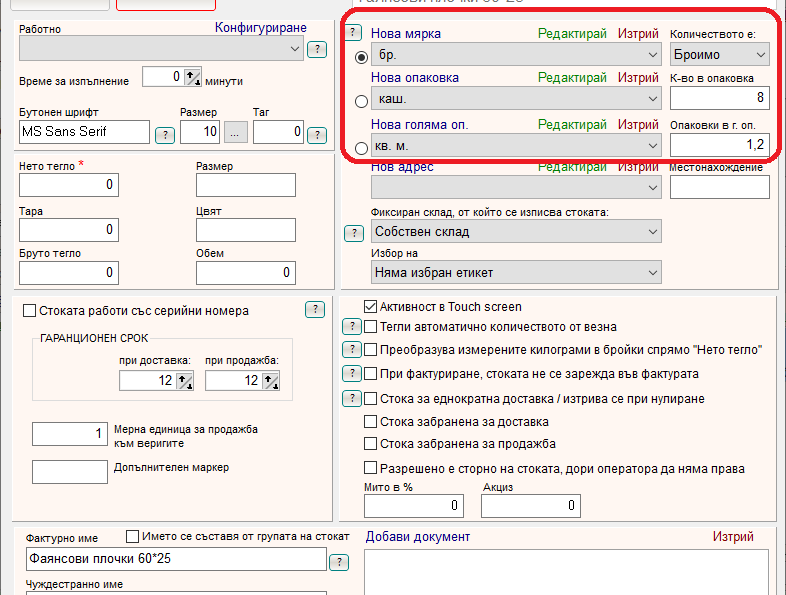 Работно
Конфигуриране
?
Време за изпълнение
0
минути
Бутонен шрифт
Размер
Таг
MS Sans Serif
?
10
...
0
?
?
Нова мярка
Редактирай
Изтрий
Количеството е:
бр.
Броимо
Нова опаковка
Редактирай
Изтрий
К-во в опаковка
каш.
8
Нова голяма оп.
Редактирай
Изтрий
Опаковки в г. оп.
кв. м.
1,2
Нето тегло *
Размер
0
Тара
Цвят
0
Бруто тегло
Обем
0
0
Нов адрес
Редактирай
Изтрий
Местонахождение
Фиксиран склад, от който се изписва стоката:
?
Собствен склад
Избор на
Няма избран етикет
Стоката работи със серийни номера
?
ГАРАНЦИОНЕН СРОК
при доставка:
при продажба:
12
12
1
Мерна единица за продажба
към веригите
Допълнителен маркер
Активност в Touch screen
?
Тегли автоматично количеството от везна
?
Преобразува измерените килограми в бройки спрямо "Нето тегло"
?
При фактуриране, стоката не се зарежда във фактурата
?
Стока за еднократна доставка / изтрива се при нулиране
Стока забранена за доставка
Стока забранена за продажба
Разрешено е сторно на стоката, дори оператора да няма права
Мито в %
Акциз
0
0
Фактурно име
Името се съставя от групата на стокат
Фаянсови плочки 60*25
?
Чуждестранно име
Добави документ
Изтрий